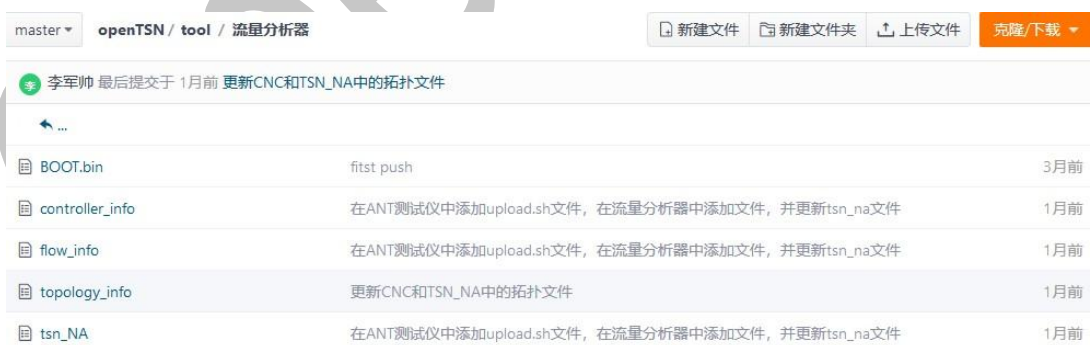 master openTSN / tool / 流量分析器 新建文件 新建文件夹 上传文件 克隆/下载
李 李军帅 最后提交于 1月前 更新CNC和TSN_NA中的拓扑文件
...
BOOT.bin fitst push 3月前
controller_info 在ANT测试仪中添加upload.sh文件，在流量分析器中添加文件，并更新tsn_na文件 1月前
flow_info 在ANT测试仪中添加upload.sh文件，在流量分析器中添加文件，并更新tsn_na文件 1月前
topology_info 更新CNC和TSN_NA中的拓扑文件 1月前
tsn_NA 在ANT测试仪中添加upload.sh文件，在流量分析器中添加文件，并更新tsn_na文件 1月前